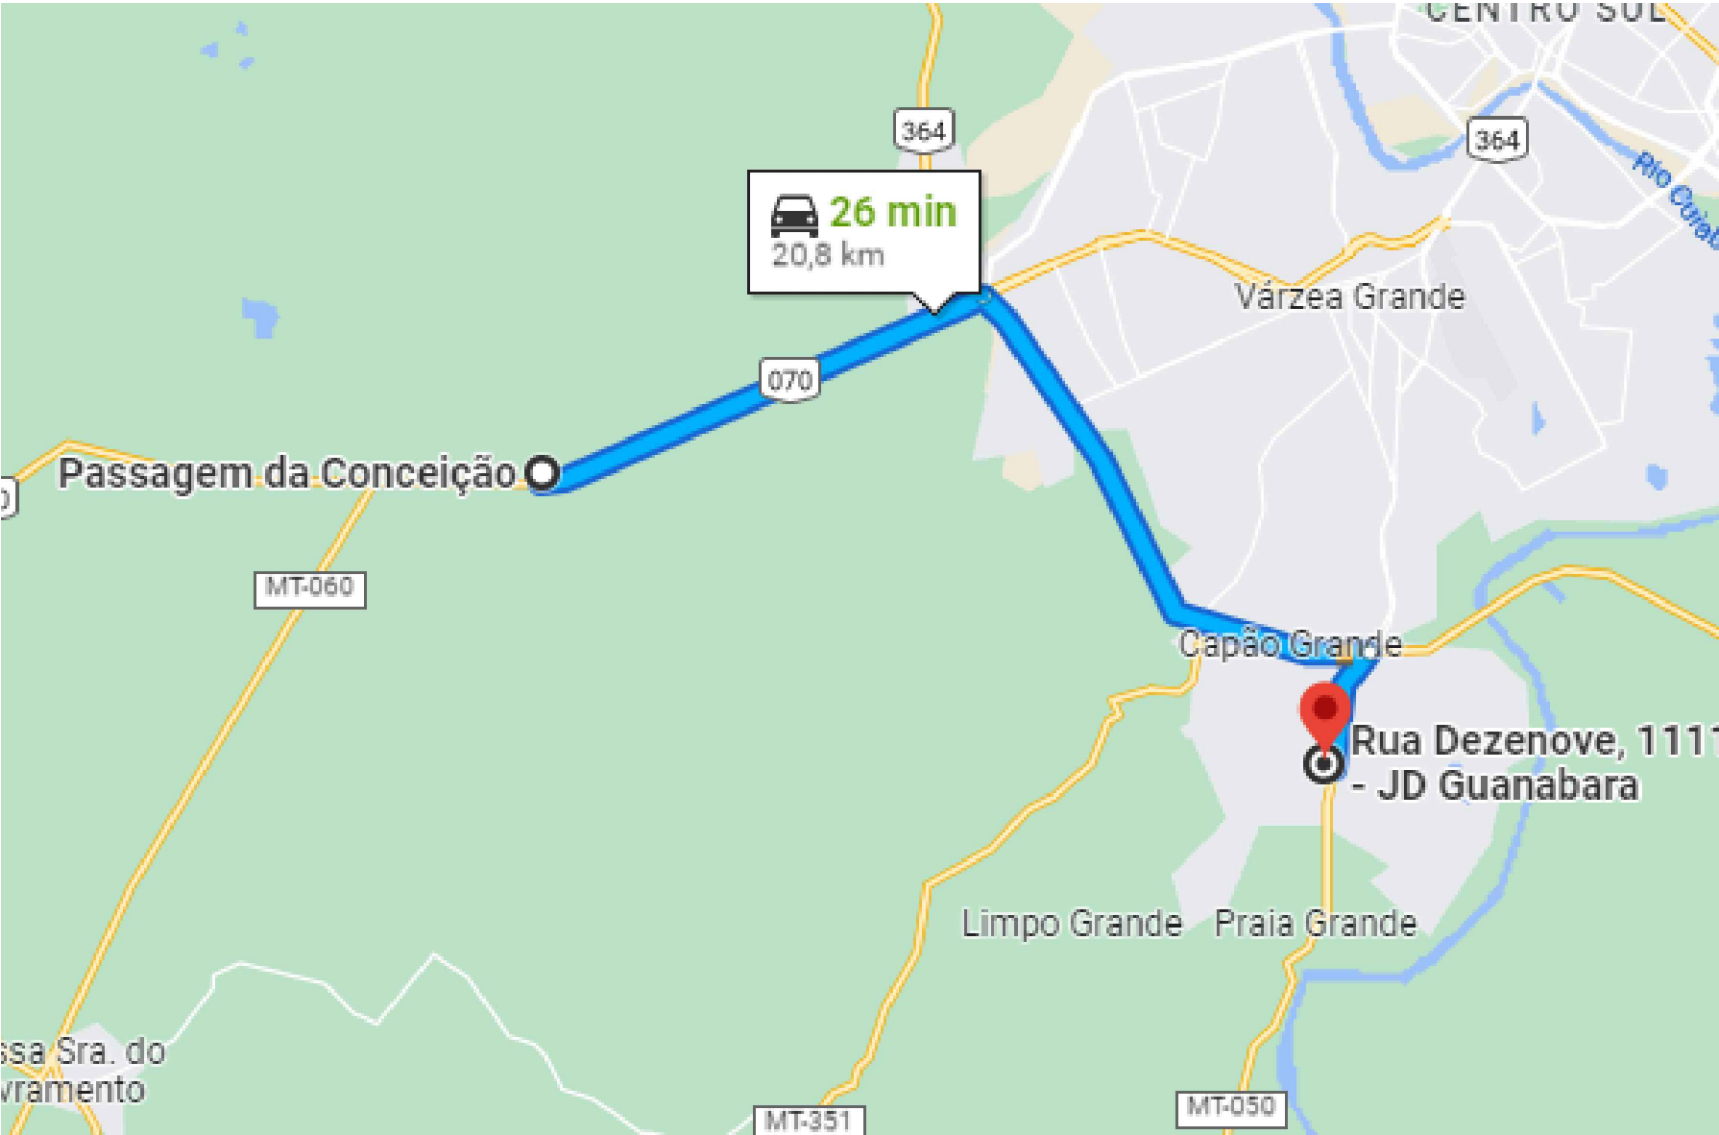 CENTRO SUL
364
364
Rio Cuiab
26 min
20,8 km
Várzea Grande
070
Passagem da Conceição
MT-060
Capão Grande
Rua Dezenove, 1111
- JD Guanabara
Limpo Grande
Praia Grande
ssa Sra. do
vramento
MT-351
MT-050